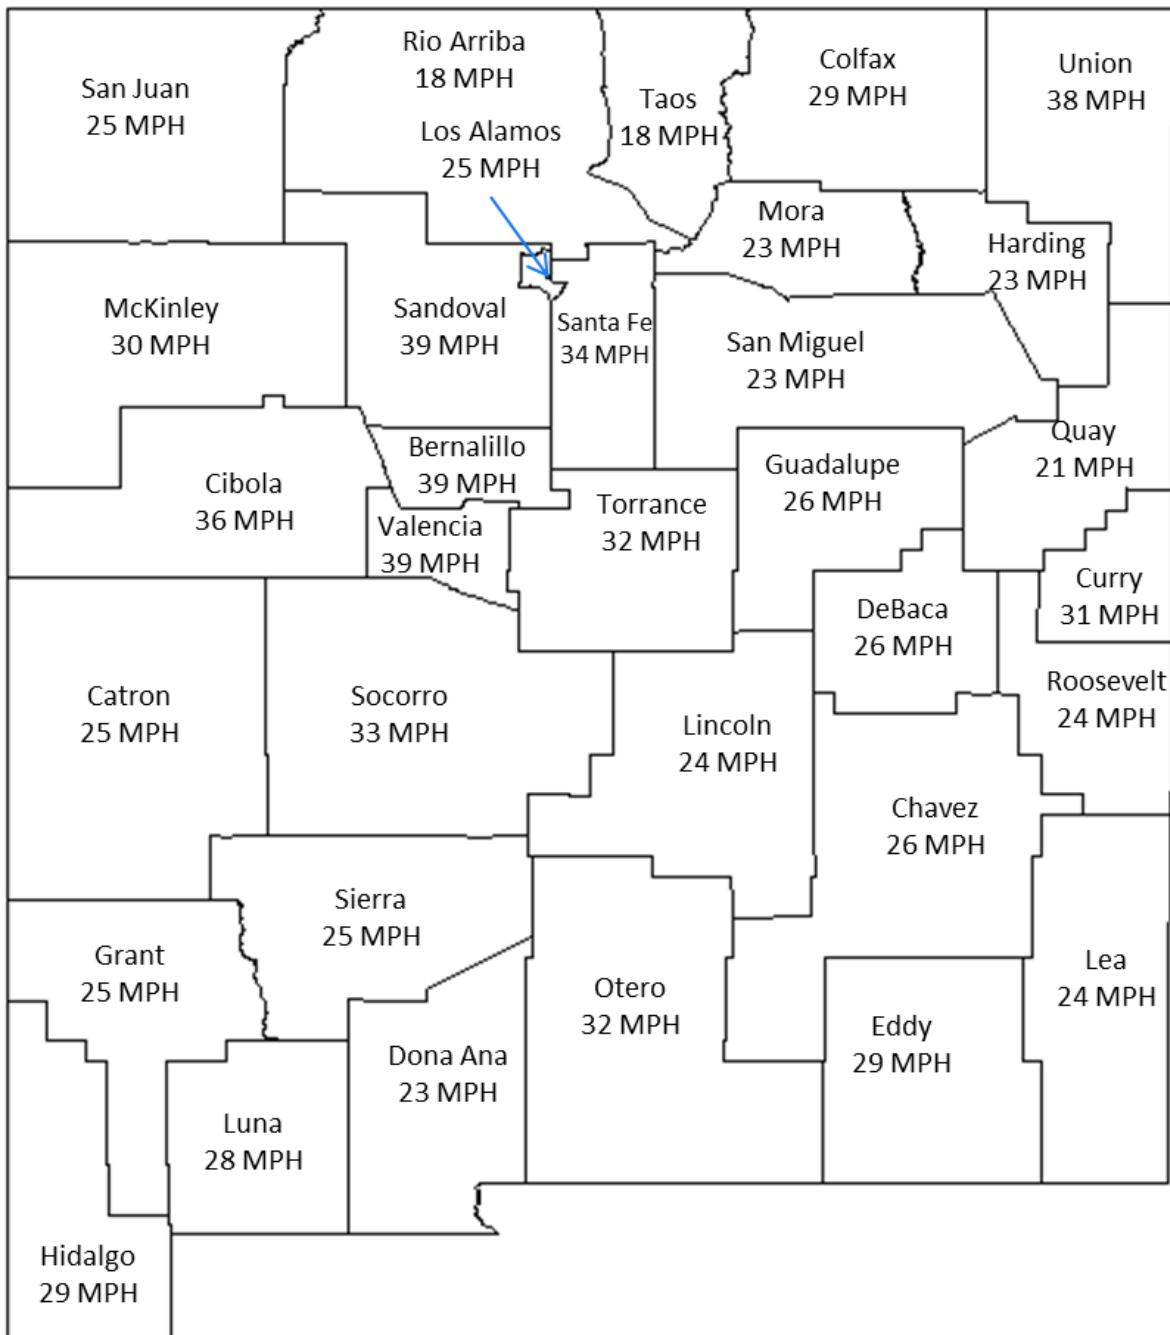 San Juan
25 MPH
Rio Arriba
18 MPH
Los Alamos
25 MPH
Taos
18 MPH
Colfax
29 MPH
Union
38 MPH
Mora
23 MPH
Harding
23 MPH
McKinley
30 MPH
Sandoval
39 MPH
Santa Fe
34 MPH
San Miguel
23 MPH
Quay
21 MPH
Bernalillo
39 MPH
Guadalupe
26 MPH
Cibola
36 MPH
Valencia
39 MPH
Torrance
32 MPH
Curry
31 MPH
DeBaca
26 MPH
Catron
25 MPH
Socorro
33 MPH
Lincoln
24 MPH
Roosevelt
24 MPH
Chavez
26 MPH
Sierra
25 MPH
Grant
25 MPH
Otero
32 MPH
Lea
24 MPH
Eddy
29 MPH
Dona Ana
23 MPH
Luna
28 MPH
Hidalgo
29 MPH